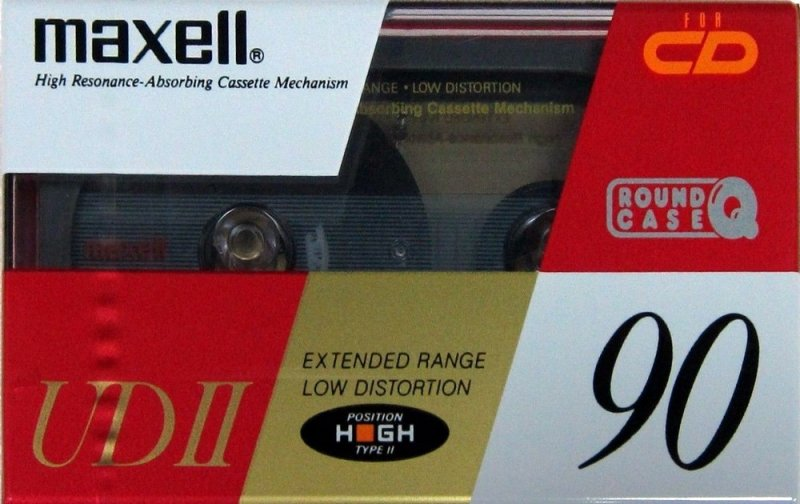 maxell®
High Resonance-Absorbing Cassette Mechanism
FOR
CD
ANGE • LOW DISTORTION
bsorbing Cassette Mechanism
ROUND
CASE Q
maxell
UDII
EXTENDED RANGE
LOW DISTORTION
POSITION
HIGH
TYPE II
90